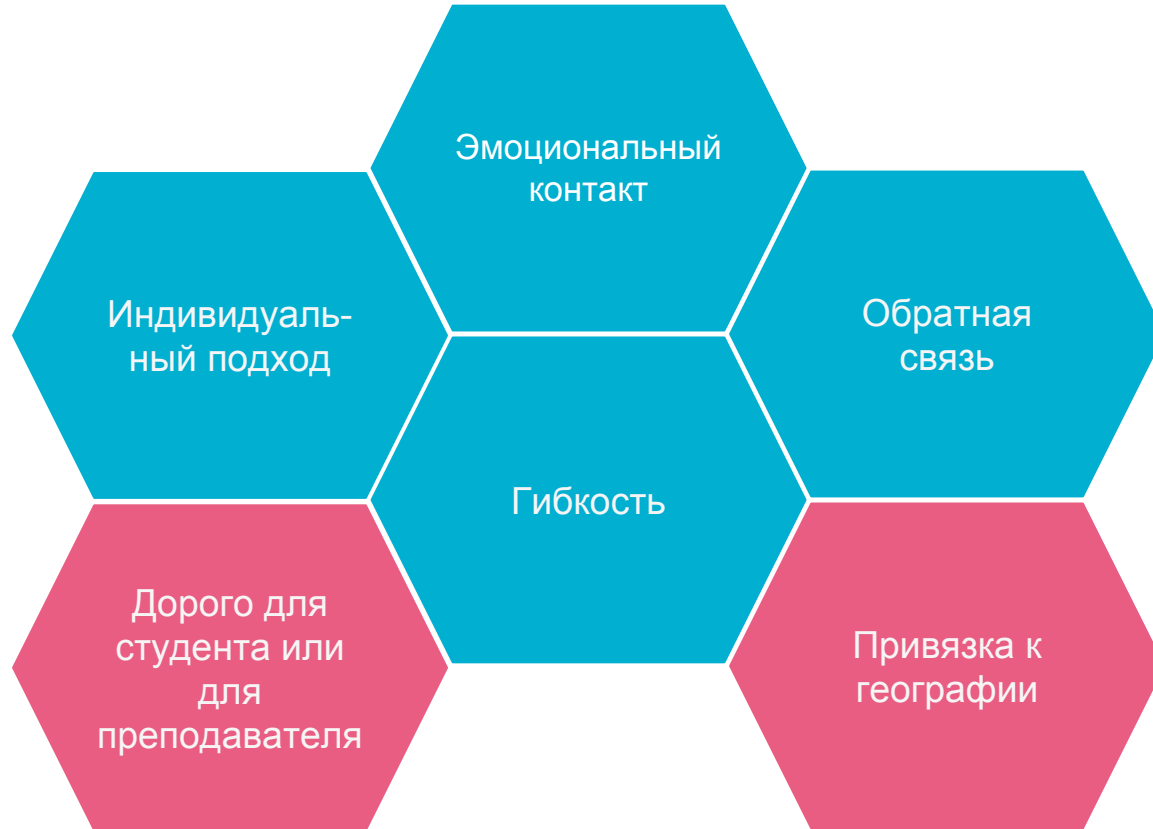 Эмоциональный
контакт
Индивидуаль-
ный подход
Обратная
связь
Гибкость
Дорого для
студента или
для
преподавателя
Привязка к
географии